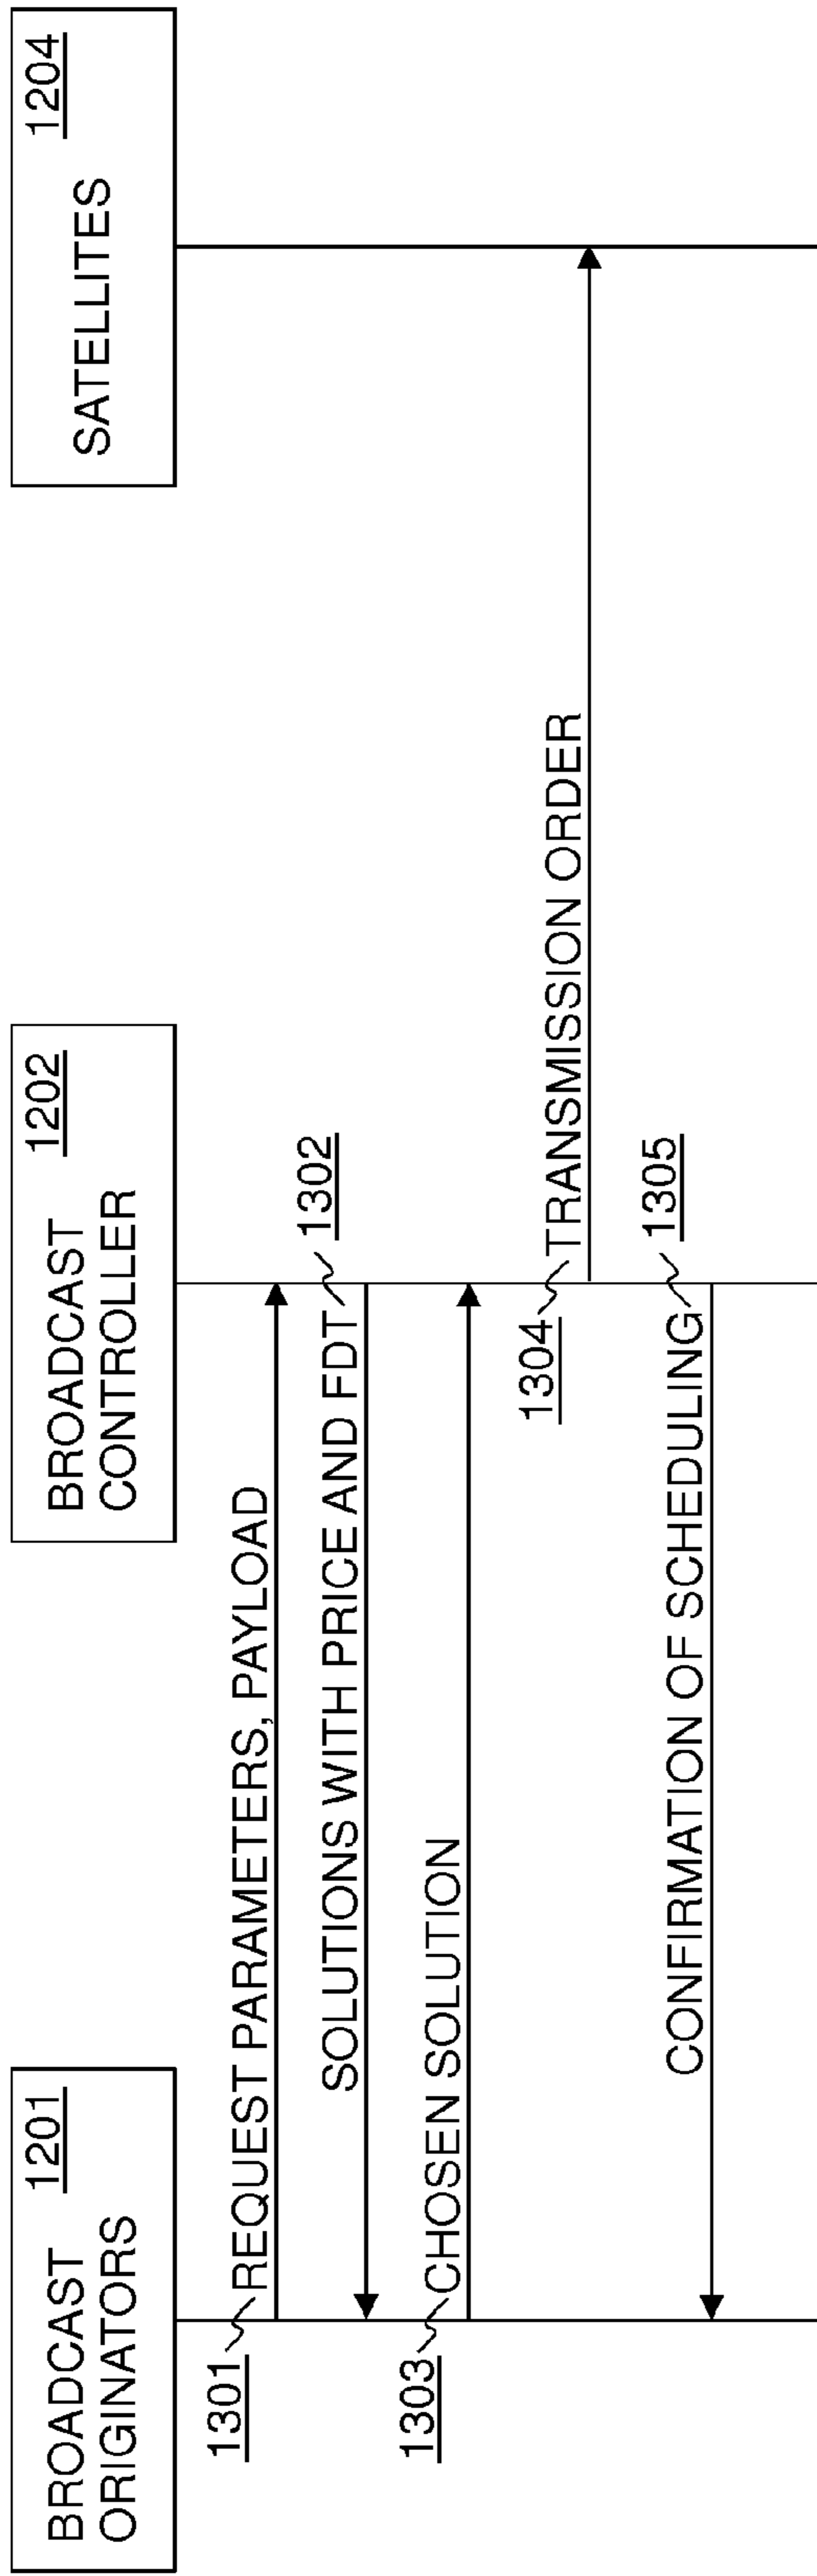 BROADCAST 1201
ORIGINATORS
BROADCAST 1202
CONTROLLER
1204
SATELLITES
1301 REQUEST PARAMETERS, PAYLOAD
SOLUTIONS WITH PRICE AND FDT 1302
1303 CHOSEN SOLUTION
1304 TRANSMISSION ORDER
CONFIRMATION OF SCHEDULING 1305